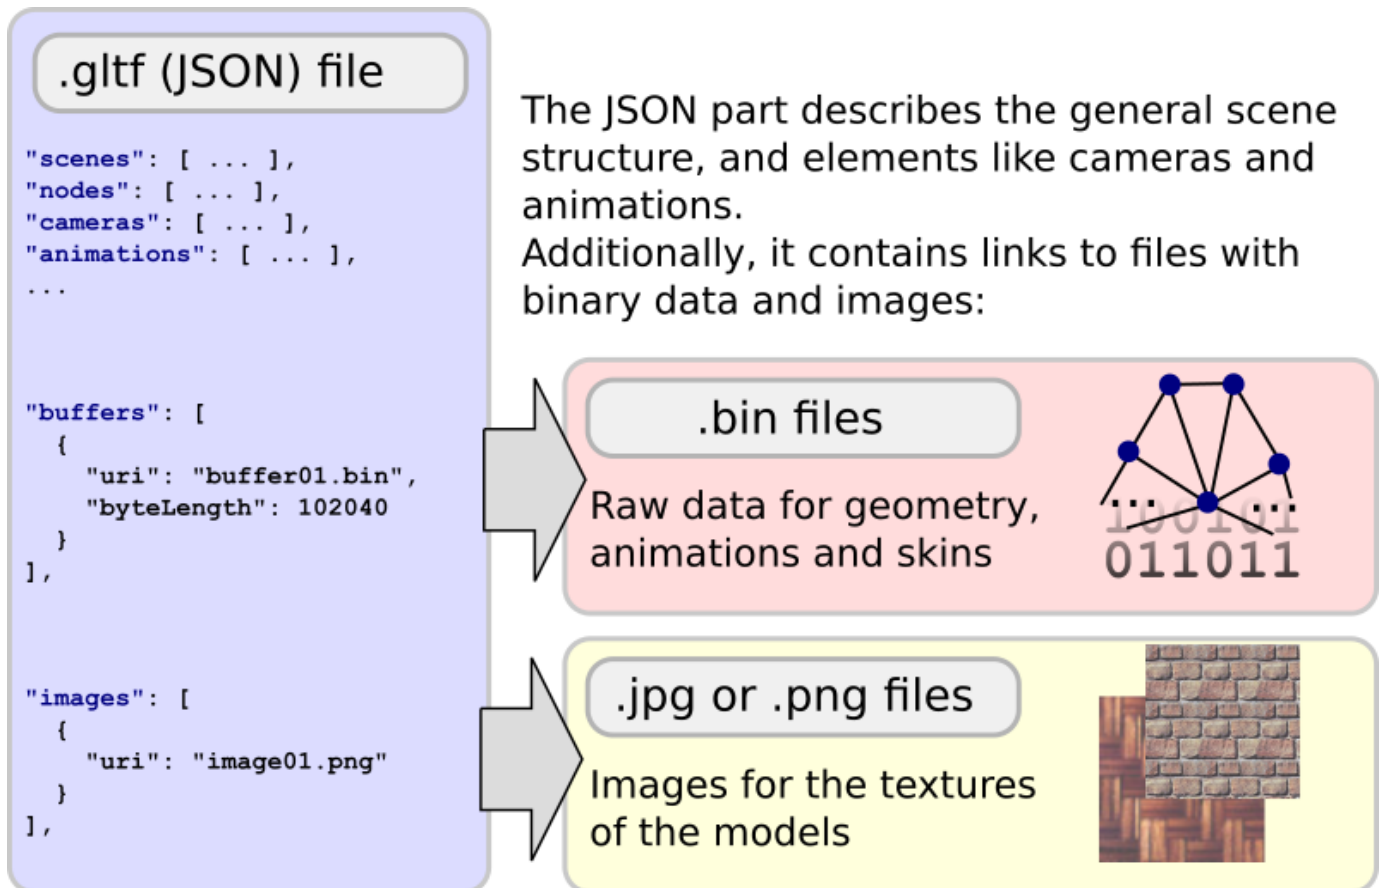 .gltf (JSON) file
"scenes": [ ... ],
"nodes": [ ... ],
"cameras": [ ... ],
"animations": [ ... ],
...
"buffers": [
{
"uri": "buffer01.bin",
"byteLength": 102040
}
],
"images": [
{
"uri": "image01.png"
}
],
The JSON part describes the general scene
structure, and elements like cameras and
animations.
Additionally, it contains links to files with
binary data and images:
.bin files
Raw data for geometry,
animations and skins
... ...
100101
011011
.jpg or .png files
Images for the textures
of the models